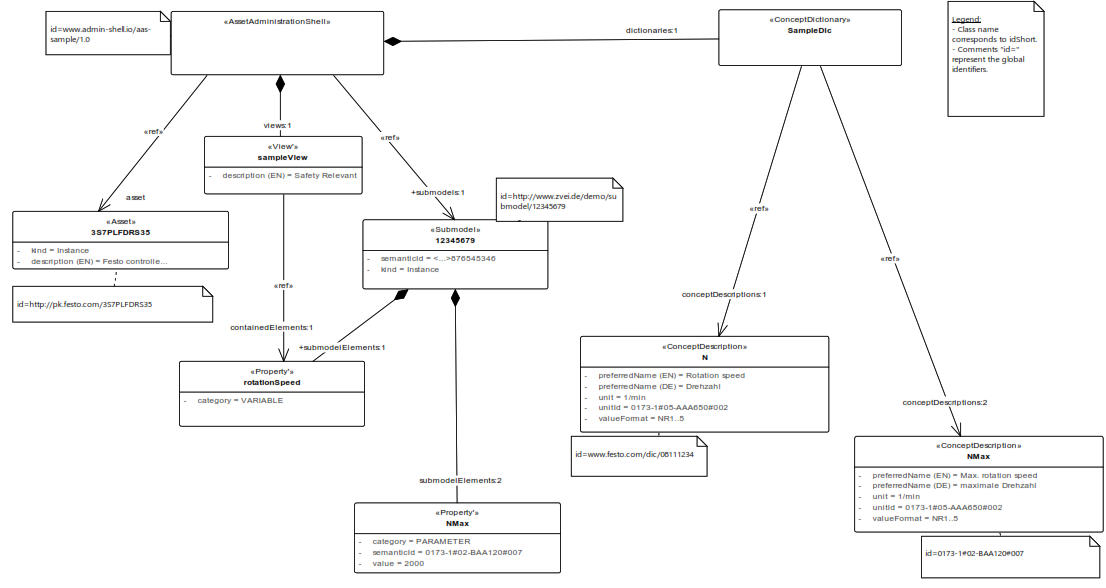 id=www.admin-shell.io/aas-
sample/1.0
«AssetAdministrationShell»
dictionaries:1
«ConceptDictionary»
SampleDic
Legend:
- Class name
corresponds to idShort.
- Comments "id="
represent the global
identifiers.
«ref»
views:1
«ref»
«View'»
sampleView
- description (EN) = Safety Relevant
asset
+submodels:1
id=http://www.zvei.de/demo/su
bmodel/12345679
«Asset»
3S7PLFDRS35
- kind = Instance
- description (EN) = Festo controlle...
id=http://pk.festo.com/3S7PLFDRS35
«Submodel»
12345679
- semanticId = <...>876545346
- kind = Instance
«ref»
«ref»
«ref»
containedElements:1
+submodelElements:1
conceptDescriptions:1
«Property'»
rotationSpeed
- category = VARIABLE
«ConceptDescription»
N
- preferredName (EN) = Rotation speed
- preferredName (DE) = Drehzahl
- unit = 1/min
- unitId = 0173-1#05-AAA650#002
- valueFormat = NR1..5
id=www.festo.com/dic/08111234
conceptDescriptions:2
«ConceptDescription»
NMax
- preferredName (EN) = Max. rotation speed
- preferredName (DE) = maximale Drehzahl
- unit = 1/min
- unitId = 0173-1#05-AAA650#002
- valueFormat = NR1..5
id=0173-1#02-BAA120#007
submodelElements:2
«Property'»
NMax
- category = PARAMETER
- semanticId = 0173-1#02-BAA120#007
- value = 2000